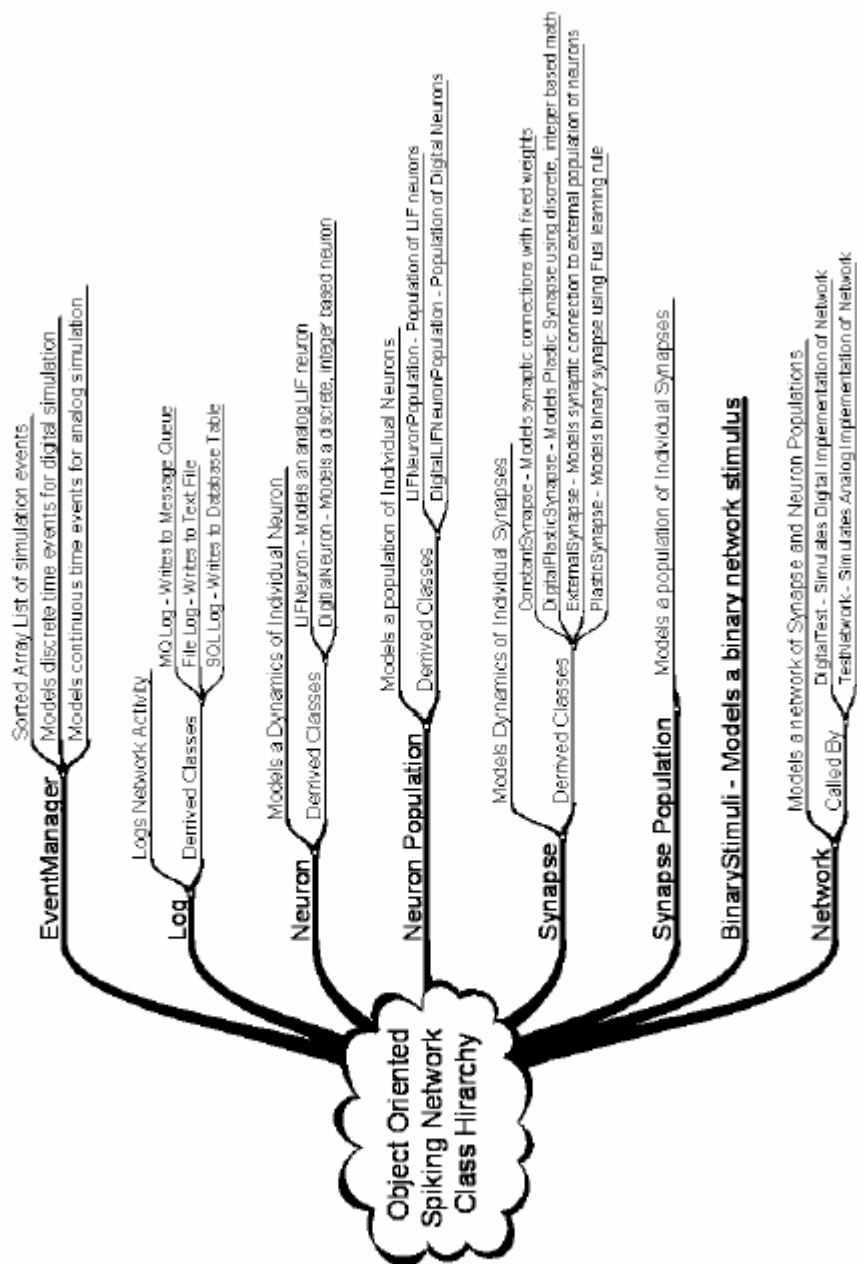 Object Oriented
Spiking Network
Class Hirarchy
EventManager
Sorted Array List of simulation events
Models discrete time events for digital simulation
Models continuous time events for analog simulation
Log
Logs Network Activity
Derrived Classes
MQ Log - Writes to Message Queue
File Log - Writes to Text File
SQL Log - Writes to Database Table
Neuron
Models a Dynamics of Individual Neuron
Derrived Classes
LIFNeuron - Models an analog LIF neuron
DigitalNeuron - Models a discrete, integer based neuron
Neuron Population
Models a population of Individual Neurons
Derrived Classes
LIFNeuronPopulation - Population of LIF neurons
DigitalLIFNeuronPopulation - Population of Digital Neurons
Synapse
Models Dynamics of Individual Synapses
Derrived Classes
ConstantSynapse - Models synaptic connections with fixed weights
DigitalPlasticSynapse - Models Plastic Synapse using discrete, integer based math
ExternalSynapse - Models synaptic connection to external population of neurons
PlasticSynapse - Models binary synapse using Fusi learning rule
Synapse Population
Models a population of Individual Synapses
BinaryStimuli - Models a binary network stimulus
Network
Models a network of Synapse and Neuron Populations
Called By
DigitalTest - Simulates Digital Implementation of Network
TestNetwork - Simulates Analog Implementation of Network